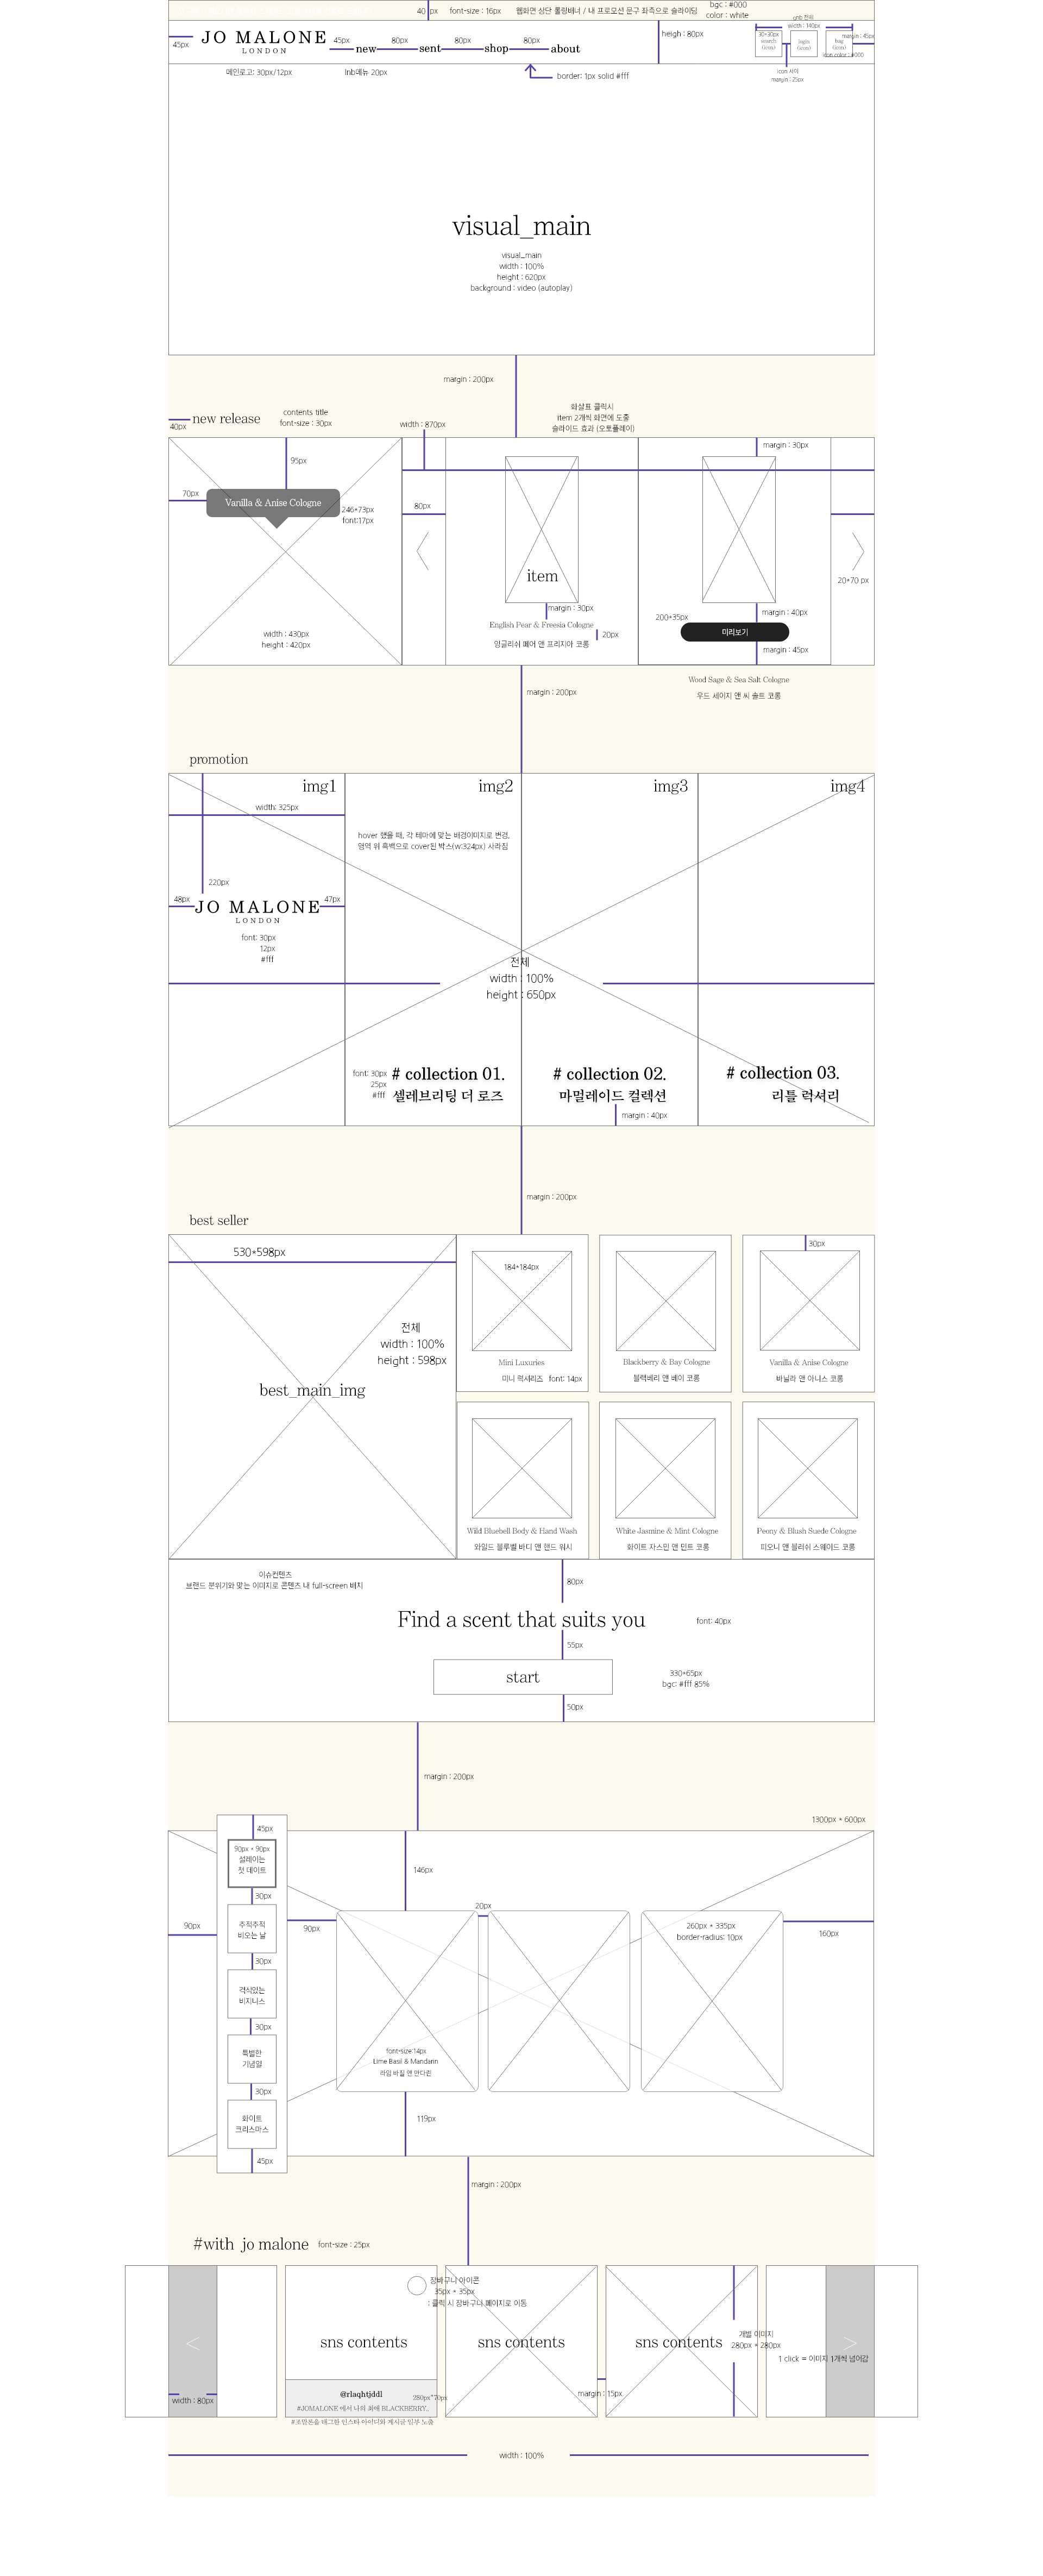 40 px
font-size : 16px
웹화면 상단 롤링배너 / 내 프로모션 문구 좌측으로 슬라이딩
bgc : #000
color : white
45px
JO MALONE
LONDON
45px
new
80px
sent
80px
shop
80px
about
heigh : 80px
unb 전체
width : 140px
30*30px
search
(icon)
login
(icon)
bag
(icon)
margin : 45px
icon color : #000
icon 사이
margin : 25px
메인로고: 30px/12px
lnb메뉴 20px
border: 1px solid #fff
visual_main
visual_main
width : 100%
height : 620px
background : video (autoplay)
margin : 200px
40px
new release
contents title
font-size : 30px
width : 870px
화살표 클릭시
item 2개씩 화면에 도출
슬라이드 효과 (오토플레이)
95px
70px
Vanilla & Anise Cologne
246*73px
font:17px
width : 430px
height : 420px
80px
item
margin : 30px
English Pear & Freesia Cologne
20px
잉글리쉬 페어 앤 프리지아 코롱
margin : 30px
margin : 40px
200*35px
미리보기
margin : 45px
20*70 px
Wood Sage & Sea Salt Cologne
우드 세이지 앤 씨 솔트 코롱
margin : 200px
promotion
img1
img2
img3
img4
width: 325px
hover 했을 때, 각 테마에 맞는 배경이미지로 변경,
영역 위 흑백으로 cover된 박스(w:324px) 사라짐
220px
48px
JO MALONE
LONDON
47px
font: 30px
12px
#fff
전체
width : 100%
height : 650px
font: 30px
25px
#fff
# collection 01.
셀레브리팅 더 로즈
# collection 02.
마멀레이드 컬렉션
# collection 03.
리틀 럭셔리
margin : 40px
margin : 200px
best seller
530*598px
전체
width : 100%
height : 598px
best_main_img
184*184px
Mini Luxuries
미니 럭셔리즈
font: 14px
Blackberry & Bay Cologne
블랙베리 앤 베이 코롱
30px
Vanilla & Anise Cologne
바닐라 앤 아니스 코롱
Wild Bluebell Body & Hand Wash
와일드 블루벨 바디 앤 핸드 워시
White Jasmine & Mint Cologne
화이트 자스민 앤 민트 코롱
Peony & Blush Suede Cologne
피오니 앤 블러쉬 스웨이드 코롱
이슈컨텐츠
브랜드 분위기와 맞는 이미지로 콘텐츠 내 full-screen 배치
80px
Find a scent that suits you
font: 40px
55px
start
330*65px
bgc: #fff 85%
50px
margin : 200px
1300px * 600px
45px
90px * 90px
설레이는
첫 데이트
30px
추적추적
비오는 날
30px
격식있는
비지니스
30px
특별한
기념일
30px
화이트
크리스마스
45px
90px
90px
146px
20px
260px * 335px
border-radius: 10px
160px
font-size:14px
Lime Basil & Mandarin
라임 바질 앤 만다린
119px
margin : 200px
#with jo malone
font-size : 25px
장바구니 아이콘
35px * 35px
: 클릭 시 장바구니 페이지로 이동
<
width : 80px
sns contents
sns contents
sns contents
개별 이미지
280px * 280px
>
1 click = 이미지 1개씩 넘어감
@rlaqhtjddl
280px*70px
#JOMALONE 에서 나의 최애 BLACKBERRY..
#조말론을 태그한 인스타 아이디와 게시글 일부 노출
margin : 15px
width : 100%